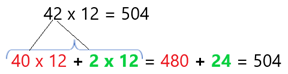 42 x 12 = 504
40 x 12 + 2 x 12 = 480 + 24 = 504